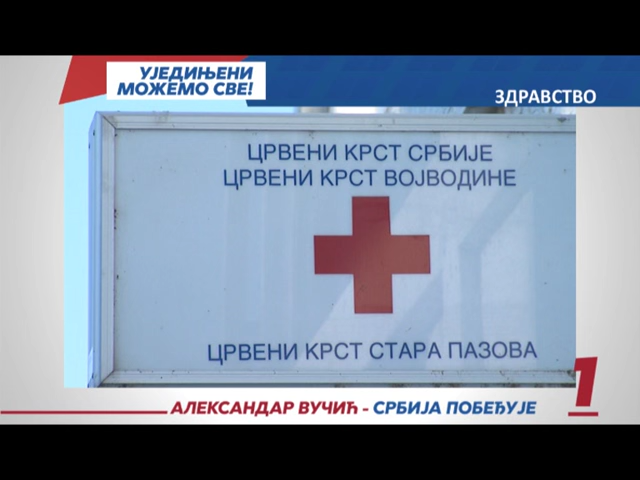 УЈЕДИЊЕНИ
МОЖЕМО СВЕ!
ЗДРАВСТВО
ЦРВЕНИ КРСТ СРБИЈЕ
ЦРВЕНИ КРСТ ВОЈВОДИНЕ
ЦРВЕНИ КРСТ СТАРА ПАЗОВА
АЛЕКСАНДАР ВУЧИЋ - СРБИЈА ПОБЕЂУЈЕ
1